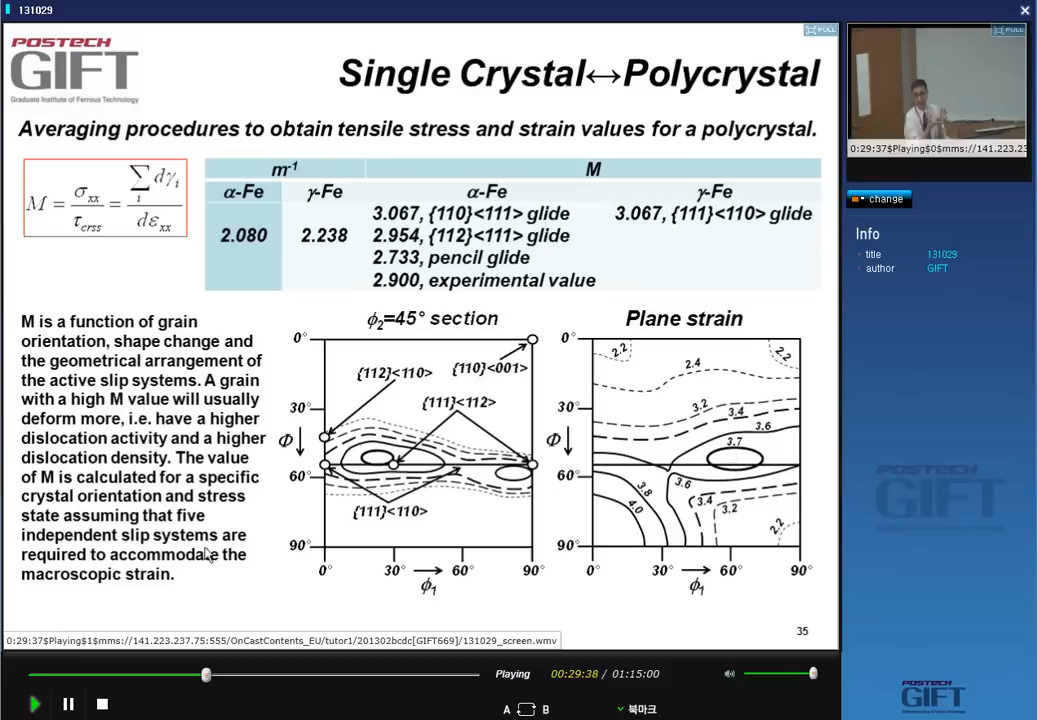 131029
POSTECH
GIFT
Graduate Institute of Ferrous Technology
FULL
Single Crystal↔Polycrystal
Averaging procedures to obtain tensile stress and strain values for a polycrystal.
M = σxx / τcrss = Σi dγi / dεxx
m-1 M
α-Fe γ-Fe α-Fe γ-Fe
3.067, {110}<111> glide 3.067, {111}<110> glide
2.080 2.238 2.954, {112}<111> glide
2.733, pencil glide
2.900, experimental value
M is a function of grain
orientation, shape change and
the geometrical arrangement of
the active slip systems. A grain
with a high M value will usually
deform more, i.e. have a higher
dislocation activity and a higher
dislocation density. The value
of M is calculated for a specific
crystal orientation and stress
state assuming that five
independent slip systems are
required to accommodate the
macroscopic strain.
ϕ2=45° section
0°
{112}<110> {110}<001>
30° {111}<112>
Φ
60°
{111}<110>
90°
0° 30° 60° 90°
ϕ1
Plane strain
0° 2.2 2.2
2.4
30° 3.2 3.4
3.6
Φ 3.7
60° 3.8 3.6
4.0 3.4 3.2 2.2
90°
0° 30° 60° 90°
ϕ1
35
0:29:37$Playing$1$mms://141.223.237.75:555/OnCastContents_EU/tutor1/201302bcdc[GIFT669]/131029_screen.wmv
Playing 00:29:38 / 01:15:00
A B 북마크
FULL
0:29:37$Playing$0$mms://141.223.23
change
Info
title 131029
author GIFT
POSTECH
GIFT
POSTECH
GIFT